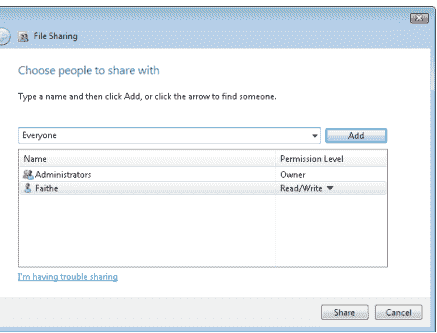 File Sharing
Choose people to share with
Type a name and then click Add, or click the arrow to find someone.
Everyone Add
Name Permission Level
Administrators Owner
Faithe Read/Write
I'm having trouble sharing
Share Cancel